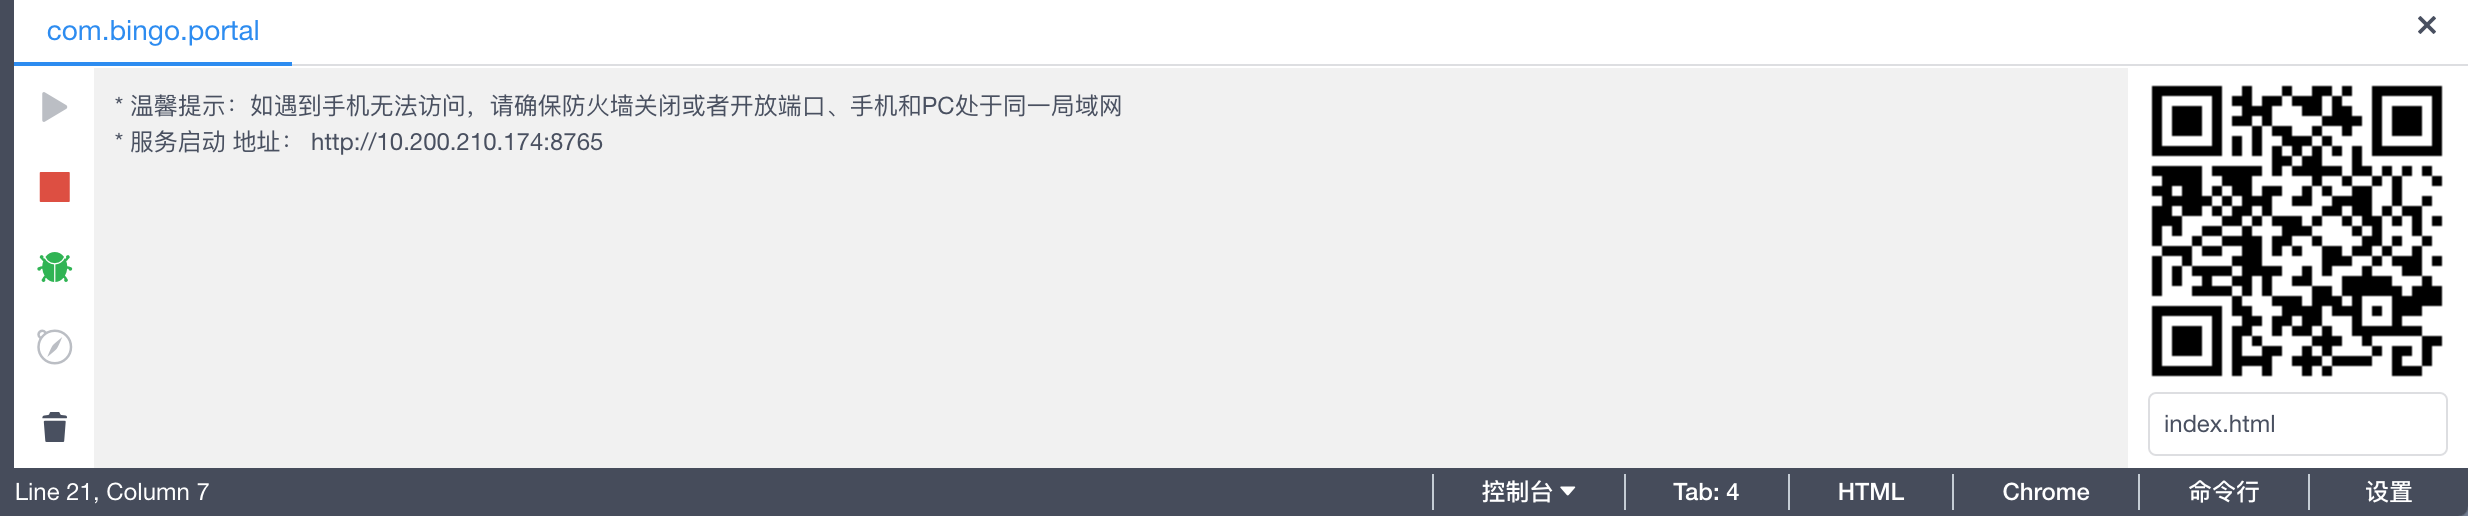 com.bingo.portal
* 温馨提示：如遇到手机无法访问，请确保防火墙关闭或者开放端口、手机和PC处于同一局域网
* 服务启动 地址： http://10.200.210.174:8765
index.html
Line 21, Column 7
控制台
Tab: 4
HTML
Chrome
命令行
设置